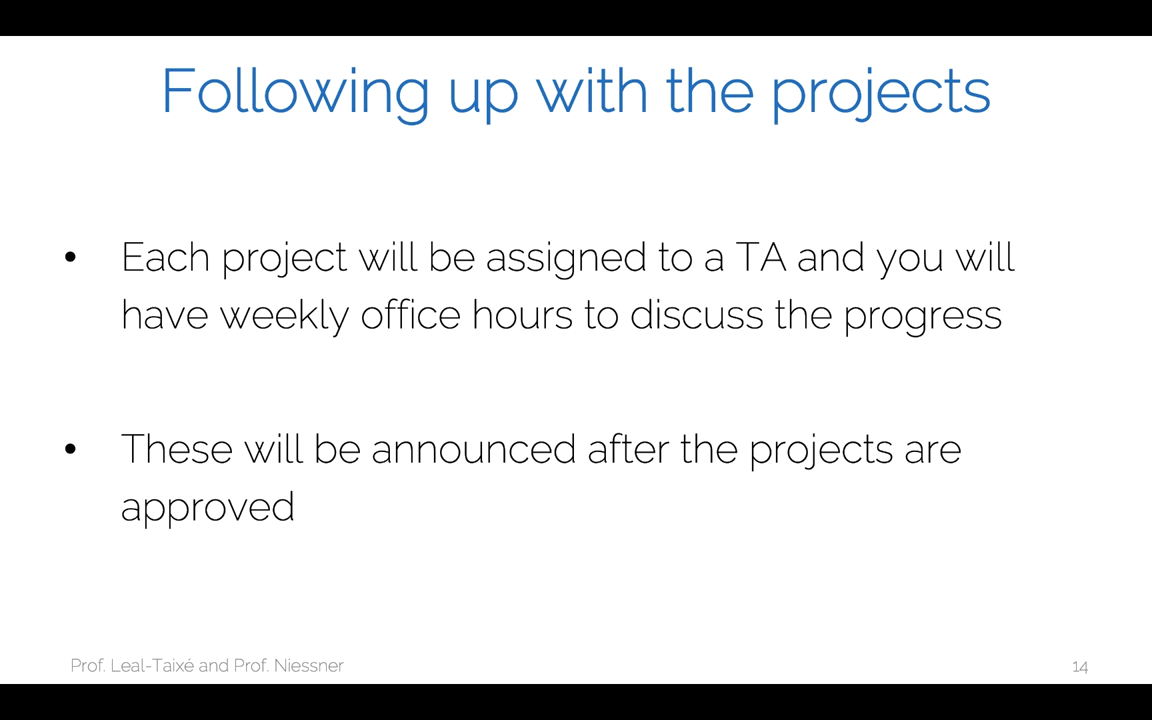 Following up with the projects
• Each project will be assigned to a TA and you will
have weekly office hours to discuss the progress
• These will be announced after the projects are
approved
Prof. Leal-Taixé and Prof. Niessner
14